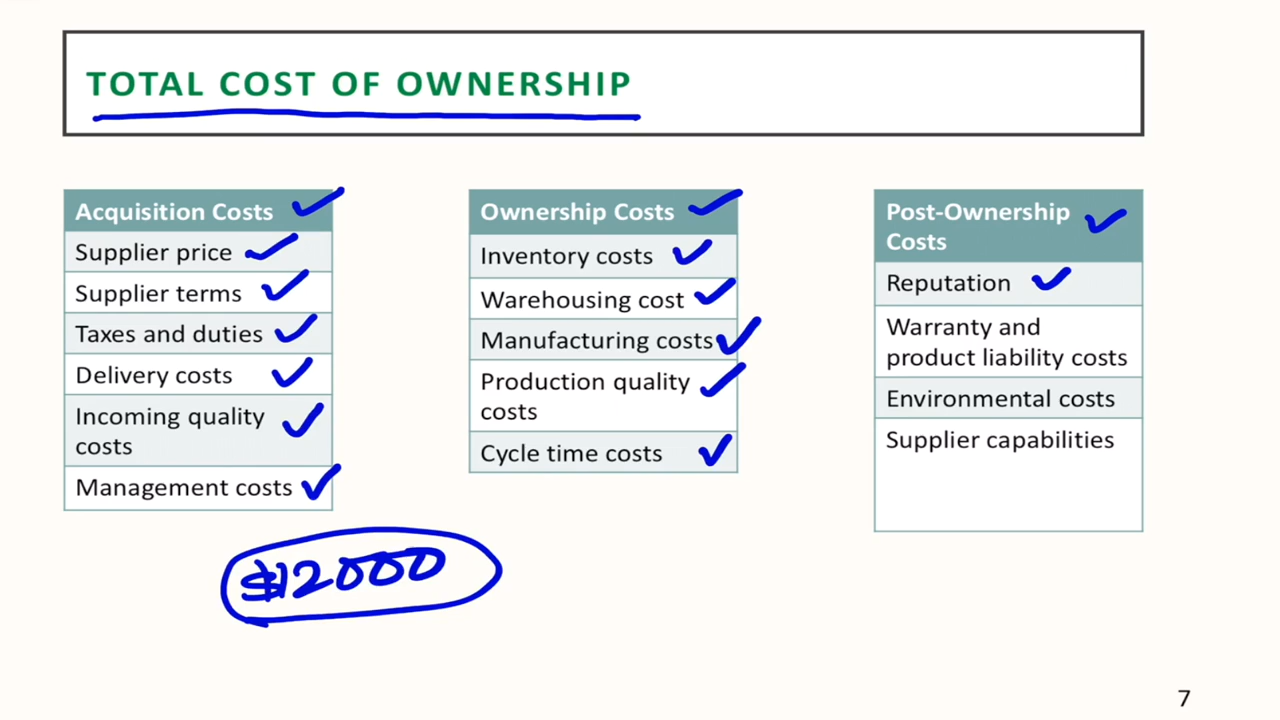 TOTAL COST OF OWNERSHIP
Acquisition Costs
Supplier price
Supplier terms
Taxes and duties
Delivery costs
Incoming quality
costs
Management costs
Ownership Costs
Inventory costs
Warehousing cost
Manufacturing costs
Production quality
costs
Cycle time costs
Post-Ownership
Costs
Reputation
Warranty and
product liability costs
Environmental costs
Supplier capabilities
$12000
7